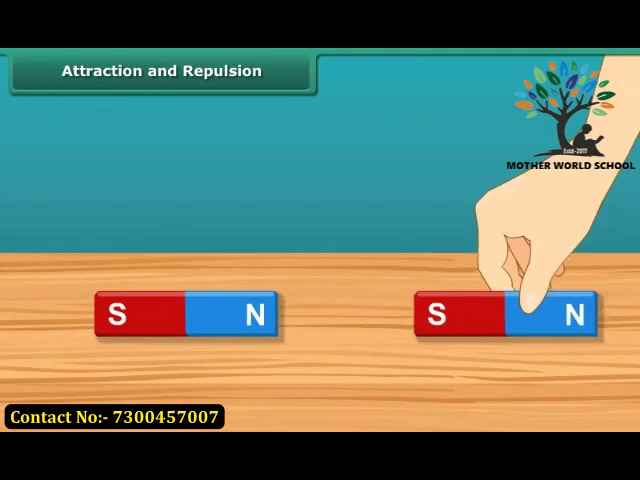 Attraction and Repulsion
Estd-2017
MOTHER WORLD SCHOOL
S N S N
Contact No:- 7300457007